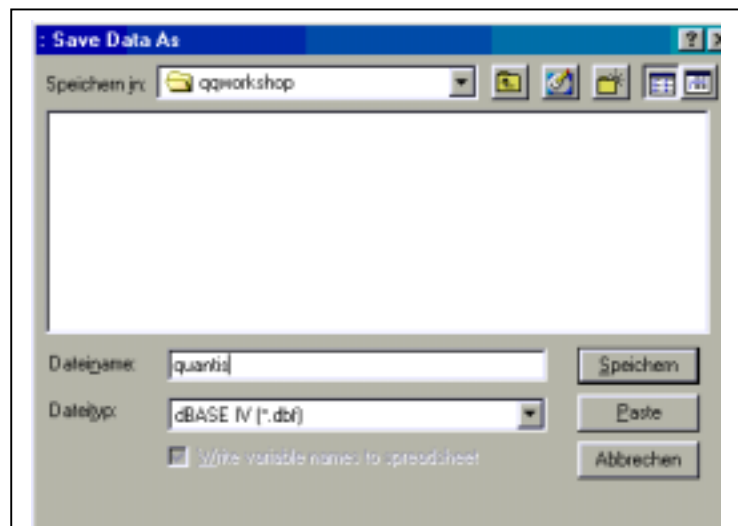 : Save Data As
Speichern in: qqworkshop
Dateiname: quantis Speichern
Dateityp: dBASE IV (*.dbf) Paste
Write variable names to spreadsheet Abbrechen